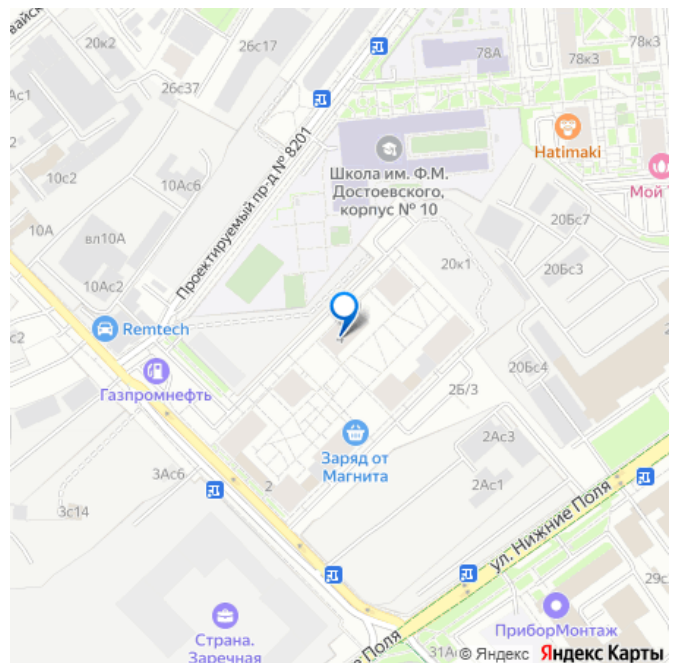 20к2
26с17
78А
78к3
78к3
Ас1
26с37
Проектируемый пр-д № 8201
Hatimaki
Школа им. Ф.М.
Достоевского,
корпус № 10
Мой
10с2
10Ас6
20Бс7
10А
вл10А
20к1
20Бс3
10Ас2
с2
Remtech
Газпромнефть
20Бс4
2Б/3
Заряд от
Магнита
2Ас3
3Ас6
2
2Ас1
3с14
ул. Нижние Поля
29с
ПриборМонтаж
Страна.
Заречная
Поля
31А
© Яндекс Яндекс Карты